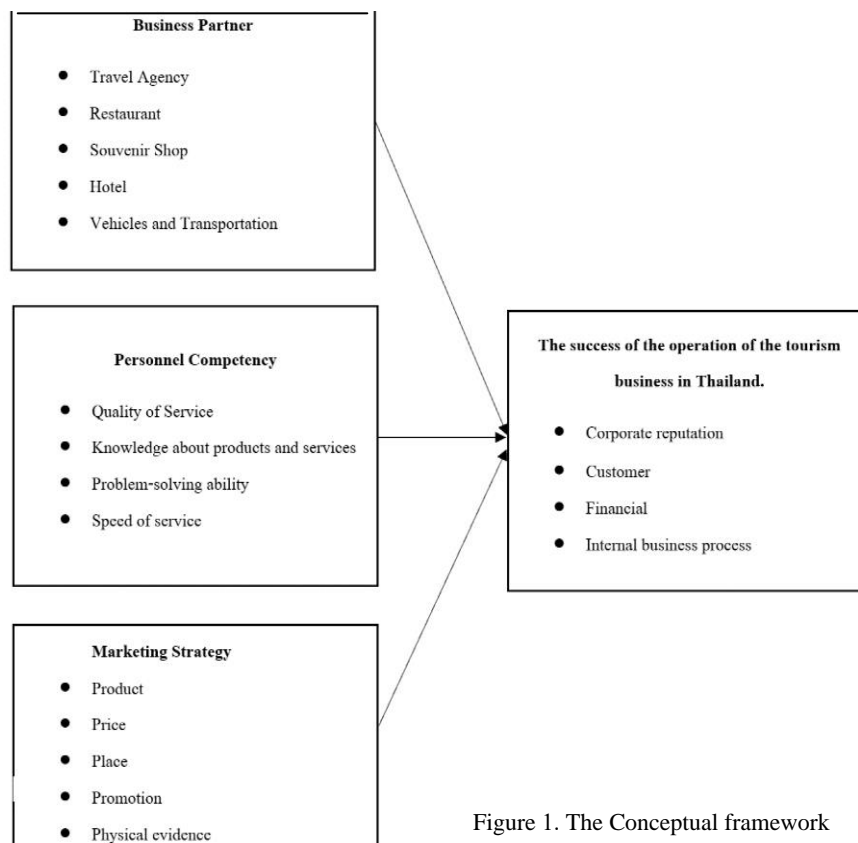 Business Partner
● Travel Agency
● Restaurant
● Souvenir Shop
● Hotel
● Vehicles and Transportation
Personnel Competency
● Quality of Service
● Knowledge about products and services
● Problem-solving ability
● Speed of service
Marketing Strategy
● Product
● Price
● Place
● Promotion
● Physical evidence
The success of the operation of the tourism
business in Thailand.
● Corporate reputation
● Customer
● Financial
● Internal business process
Figure 1. The Conceptual framework